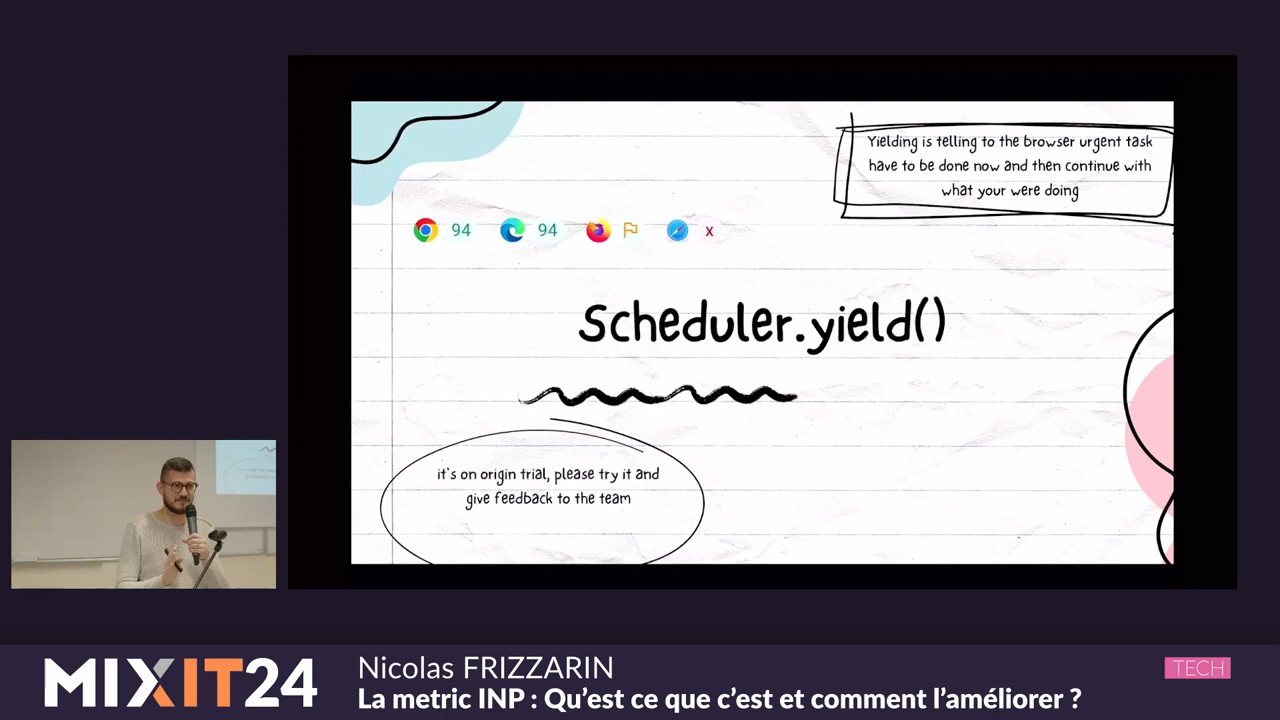 Yielding is telling to the browser urgent task
have to be done now and then continue with
what your were doing
94 94 x
Scheduler.yield()
it's on origin trial, please try it and
give feedback to the team
MIXIT24
Nicolas FRIZZARIN
TECH
La metric INP : Qu'est ce que c'est et comment l'améliorer ?